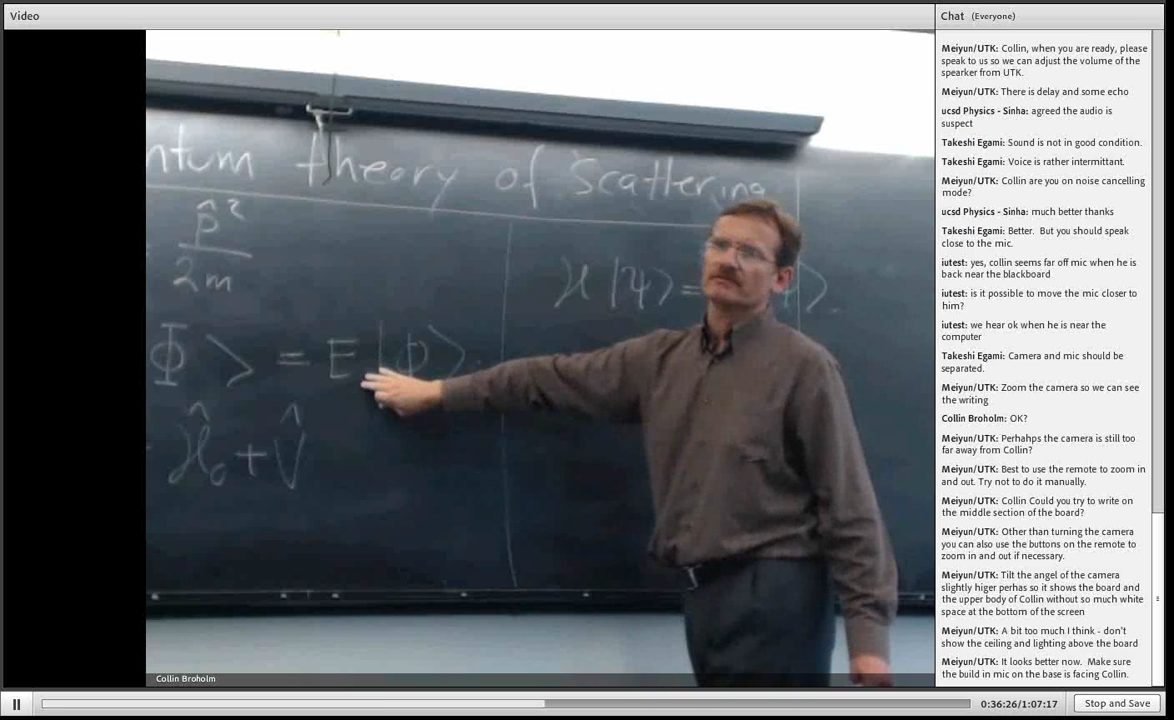 Video
ntum theory of Scattering
p̂²
2m
Φ > = E |Φ>
Ĥ₀ + V̂
H |Ψ> =
Collin Broholm
Chat (Everyone)
Meiyun/UTK: Collin, when you are ready, please
speak to us so we can adjust the volume of the
spearker from UTK.
Meiyun/UTK: There is delay and some echo
ucsd Physics - Sinha: agreed the audio is
suspect
Takeshi Egami: Sound is not in good condition.
Takeshi Egami: Voice is rather intermittant.
Meiyun/UTK: Collin are you on noise cancelling
mode?
ucsd Physics - Sinha: much better thanks
Takeshi Egami: Better. But you should speak
close to the mic.
iutest: yes, collin seems far off mic when he is
back near the blackboard
iutest: is it possible to move the mic closer to
him?
iutest: we hear ok when he is near the
computer
Takeshi Egami: Camera and mic should be
separated.
Meiyun/UTK: Zoom the camera so we can see
the writing
Collin Broholm: OK?
Meiyun/UTK: Perhahps the camera is still too
far away from Collin?
Meiyun/UTK: Best to use the remote to zoom in
and out. Try not to do it manually.
Meiyun/UTK: Collin Could you try to write on
the middle section of the board?
Meiyun/UTK: Other than turning the camera
you can also use the buttons on the remote to
zoom in and out if necessary.
Meiyun/UTK: Tilt the angel of the camera
slightly higer perhas so it shows the board and
the upper body of Collin without so much white
space at the bottom of the screen
Meiyun/UTK: A bit too much I think - don't
show the ceiling and lighting above the board
Meiyun/UTK: It looks better now. Make sure
the build in mic on the base is facing Collin.
0:36:26/1:07:17
Stop and Save